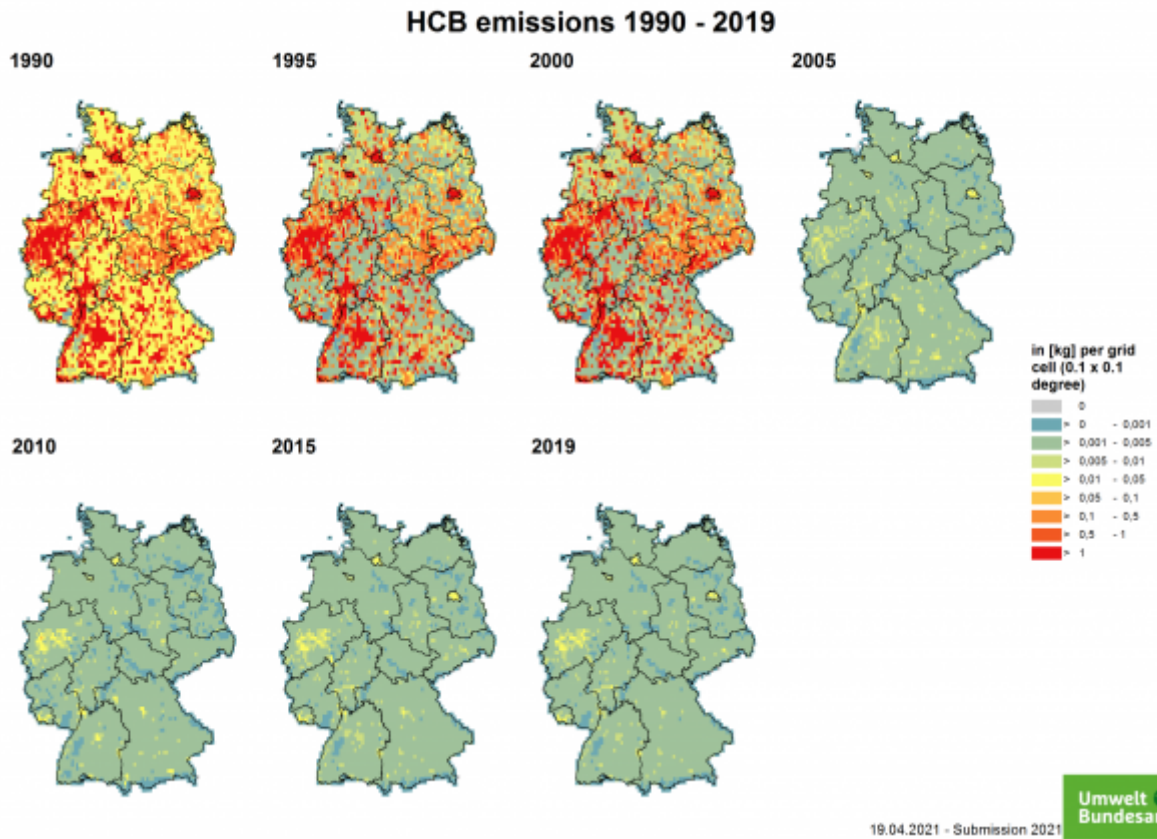 HCB emissions 1990 - 2019
1990
1995
2000
2005
in [kg] per grid
cell (0.1 x 0.1
degree)
0
> 0 - 0,001
> 0,001 - 0,005
> 0,005 - 0,01
> 0,01 - 0,05
> 0,05 - 0,1
> 0,1 - 0,5
> 0,5 - 1
> 1
2010
2015
2019
Umwelt
Bundesa
19.04.2021 - Submission 2021